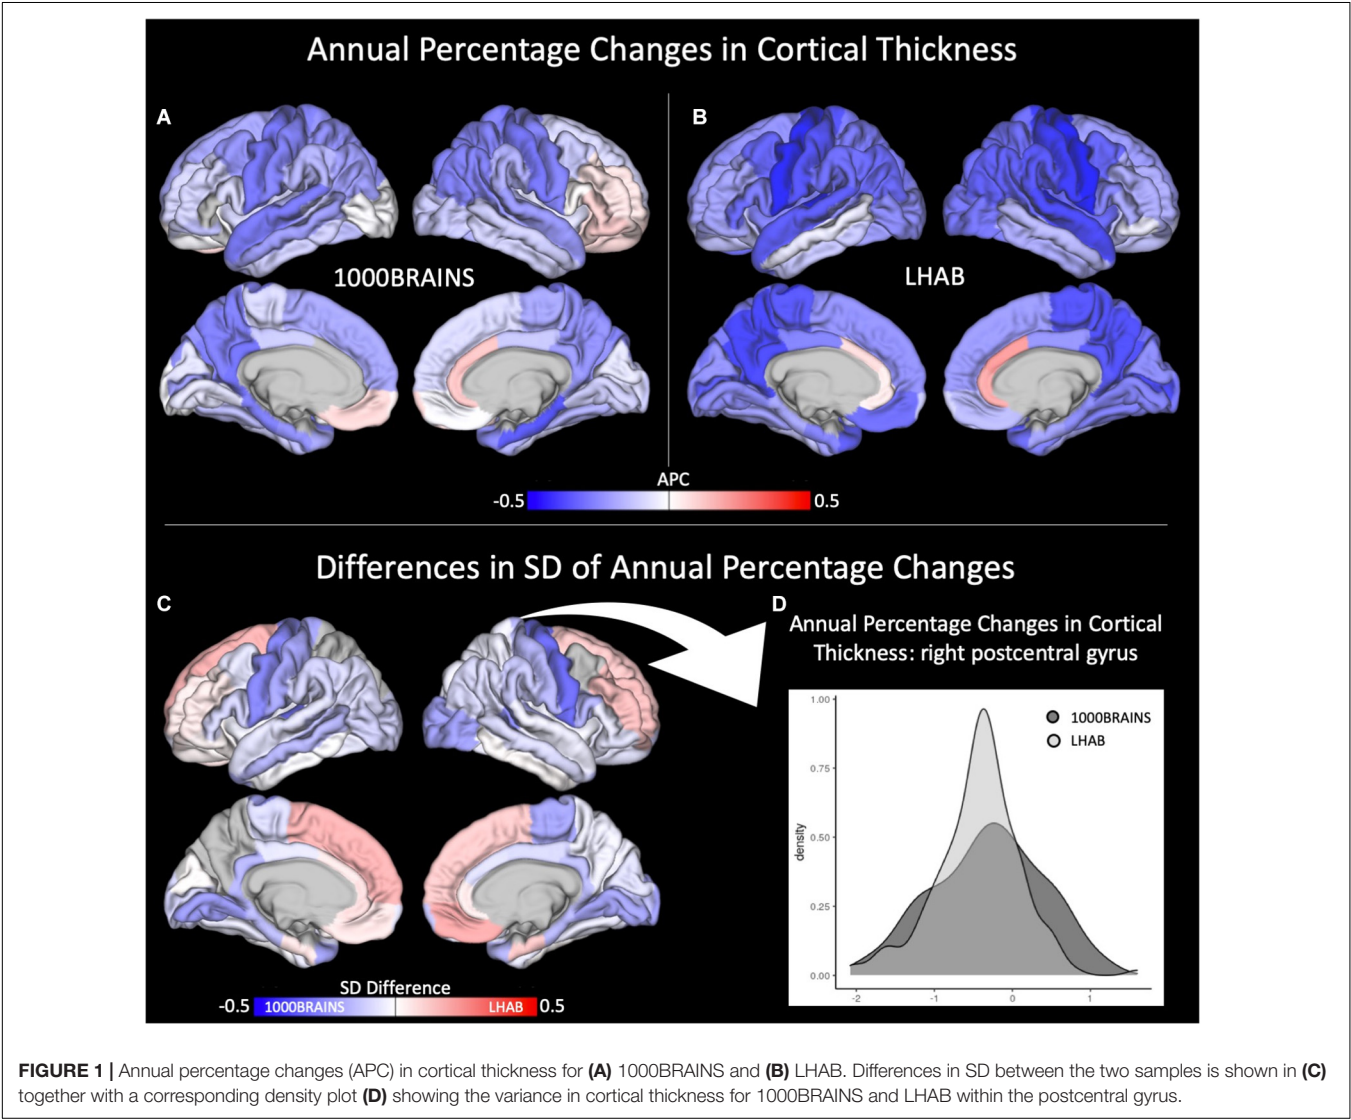 Annual Percentage Changes in Cortical Thickness
A
B
1000BRAINS
LHAB
APC
-0.5
0.5
Differences in SD of Annual Percentage Changes
C
D
Annual Percentage Changes in Cortical
Thickness: right postcentral gyrus
1.00
0.75
0.50
0.25
0.00
density
1000BRAINS
LHAB
-2
-1
0
1
SD Difference
-0.5
1000BRAINS
LHAB
0.5
FIGURE 1 | Annual percentage changes (APC) in cortical thickness for (A) 1000BRAINS and (B) LHAB. Differences in SD between the two samples is shown in (C)
together with a corresponding density plot (D) showing the variance in cortical thickness for 1000BRAINS and LHAB within the postcentral gyrus.